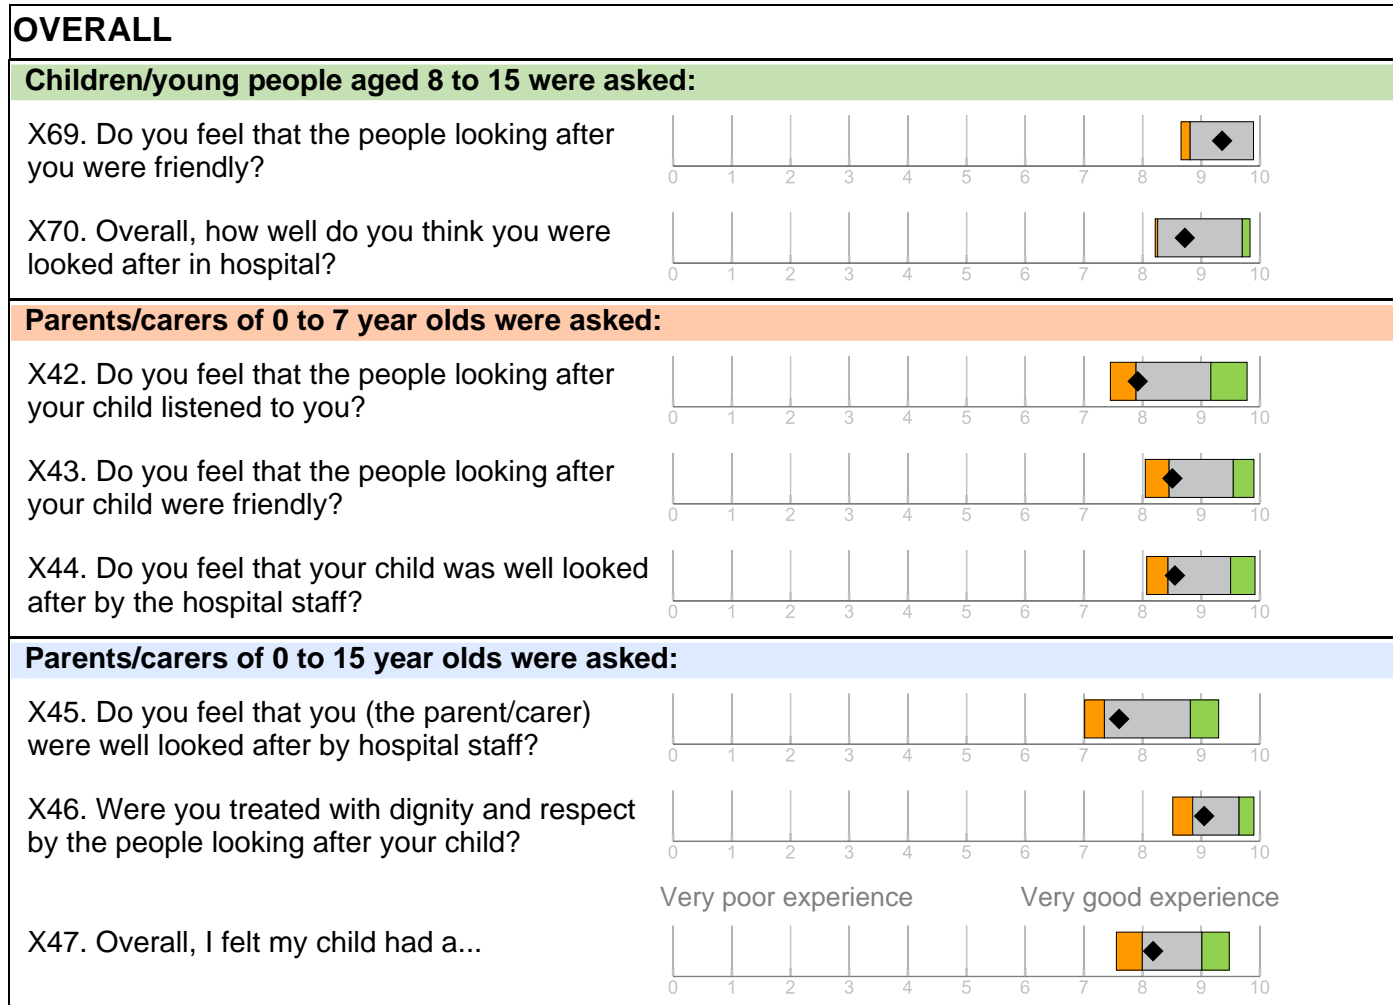 OVERALL
Children/young people aged 8 to 15 were asked:
X69. Do you feel that the people looking after
you were friendly?
0 1 2 3 4 5 6 7 8 9 10
X70. Overall, how well do you think you were
looked after in hospital?
0 1 2 3 4 5 6 7 8 9 10
Parents/carers of 0 to 7 year olds were asked:
X42. Do you feel that the people looking after
your child listened to you?
0 1 2 3 4 5 6 7 8 9 10
X43. Do you feel that the people looking after
your child were friendly?
0 1 2 3 4 5 6 7 8 9 10
X44. Do you feel that your child was well looked
after by the hospital staff?
0 1 2 3 4 5 6 7 8 9 10
Parents/carers of 0 to 15 year olds were asked:
X45. Do you feel that you (the parent/carer)
were well looked after by hospital staff?
0 1 2 3 4 5 6 7 8 9 10
X46. Were you treated with dignity and respect
by the people looking after your child?
0 1 2 3 4 5 6 7 8 9 10
Very poor experience Very good experience
X47. Overall, I felt my child had a...
0 1 2 3 4 5 6 7 8 9 10